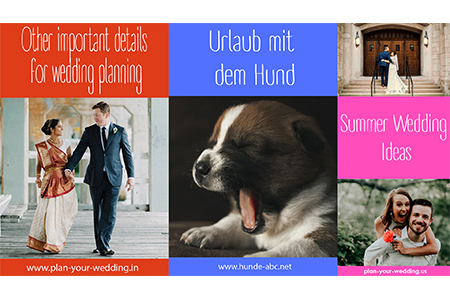 Other important details
for wedding planning
www.plan-your-wedding.in
Urlaub mit
dem Hund
www.hunde-abc.net
Summer Wedding
Ideas
plan-your-wedding.us